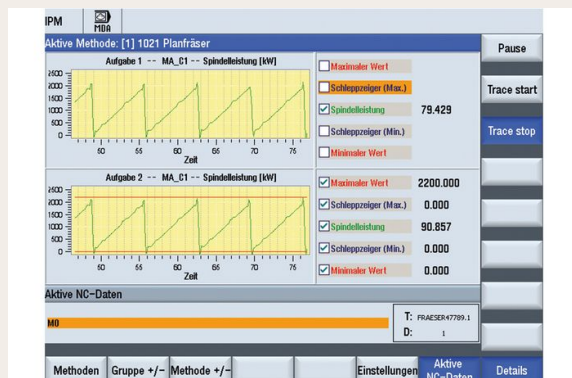 IPM
MDA
Aktive Methode: [1] 1021 Planfräser
Aufgabe 1 -- MA_C1 -- Spindelleistung [kW]
2500
2000
1500
1000
500
0
50 55 60 65 70 75
Zeit
Maximaler Wert
Schleppzeiger (Max.)
Spindelleistung 79.429
Schleppzeiger (Min.)
Minimaler Wert
Aufgabe 2 -- MA_C1 -- Spindelleistung [kW]
2500
2000
1500
1000
500
0
50 55 60 65 70 75
Zeit
Maximaler Wert 2200.000
Schleppzeiger (Max.) 0.000
Spindelleistung 90.857
Schleppzeiger (Min.) 0.000
Minimaler Wert 0.000
Aktive NC-Daten
M0
T: FRAESER47789.1
D: 1
Pause
Trace start
Trace stop
Methoden
Gruppe +/-
Methode +/-
Einstellungen
Aktive
NC-Daten
Details